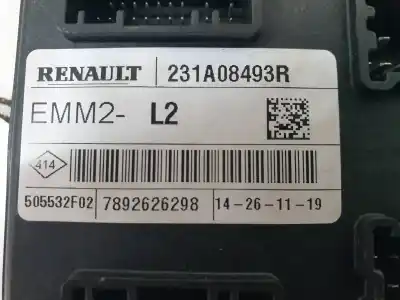 RENAULT 231A08493R
EMM2- L2
414
505532F02 7892626298 14-26-11-19